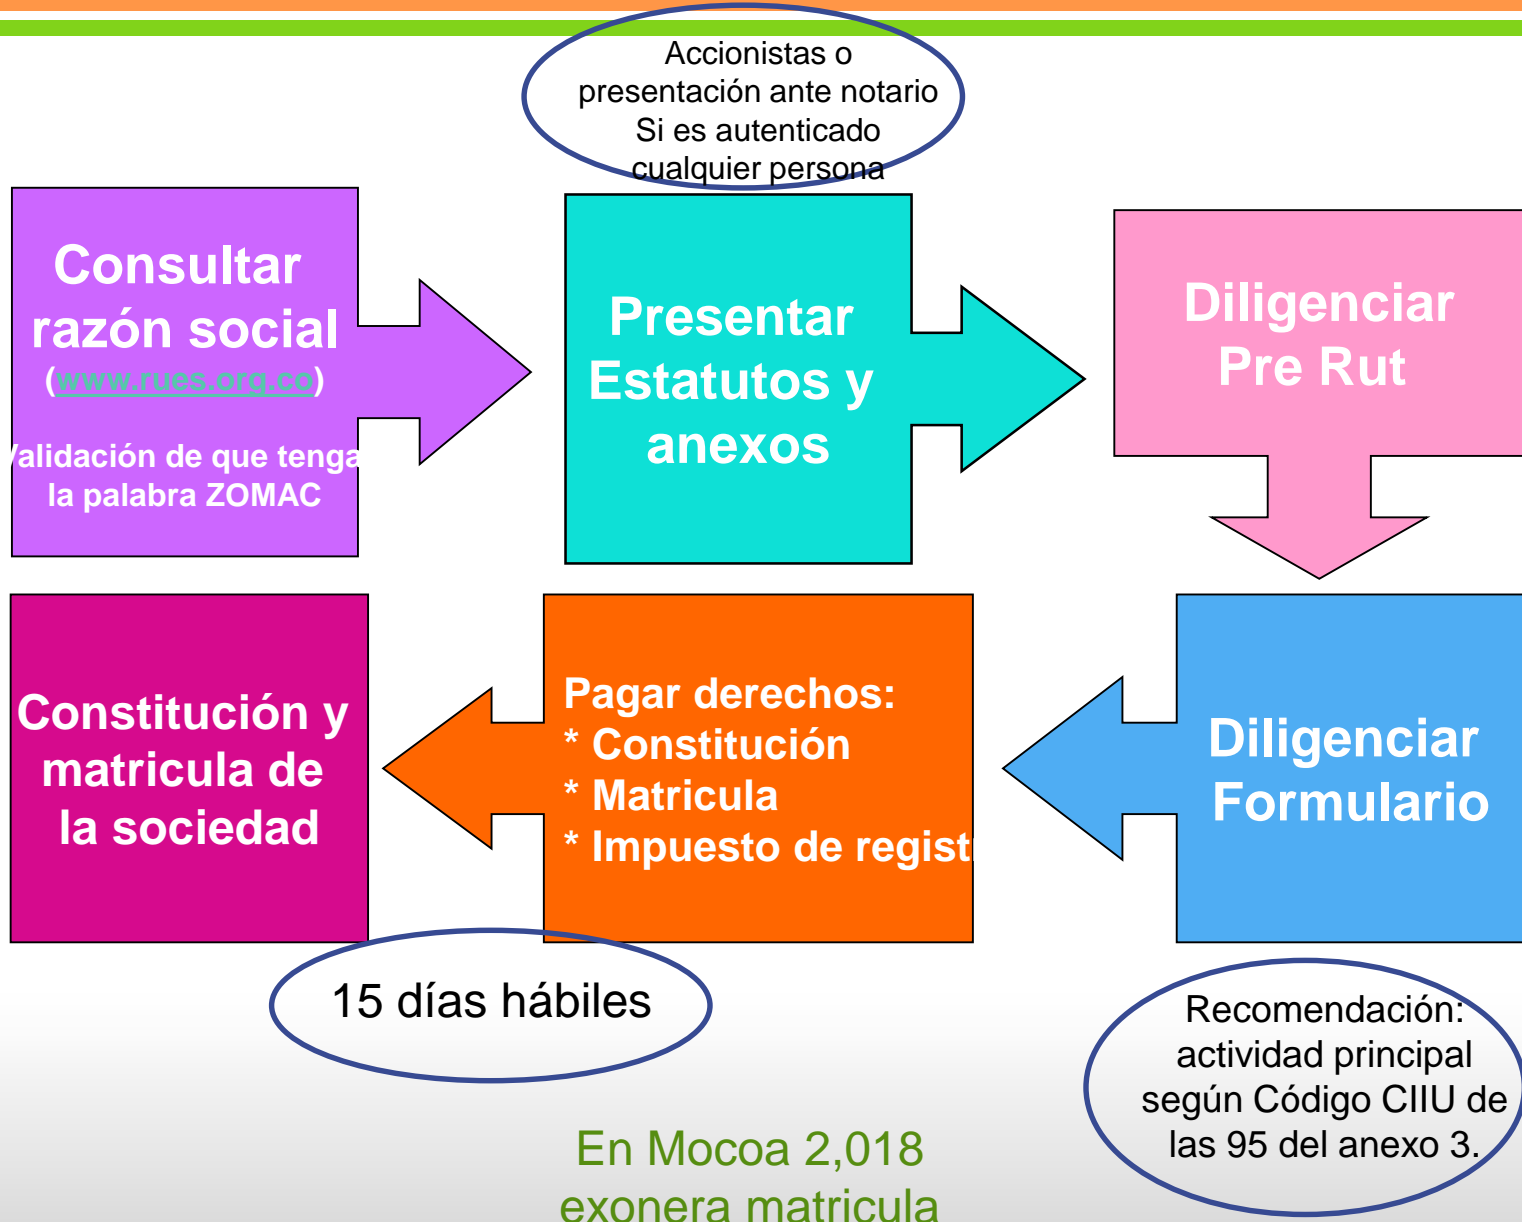 Accionistas o
presentación ante notario
Si es autenticado
cualquier persona
Consultar
razón social
(www.rues.org.co)
Validación de que tenga
la palabra ZOMAC
Presentar
Estatutos y
anexos
Diligenciar
Pre Rut
Diligenciar
Formulario
Pagar derechos:
* Constitución
* Matricula
* Impuesto de regist
Constitución y
matricula de
la sociedad
15 días hábiles
Recomendación:
actividad principal
según Código CIIU de
las 95 del anexo 3.
En Mocoa 2,018
exonera matricula